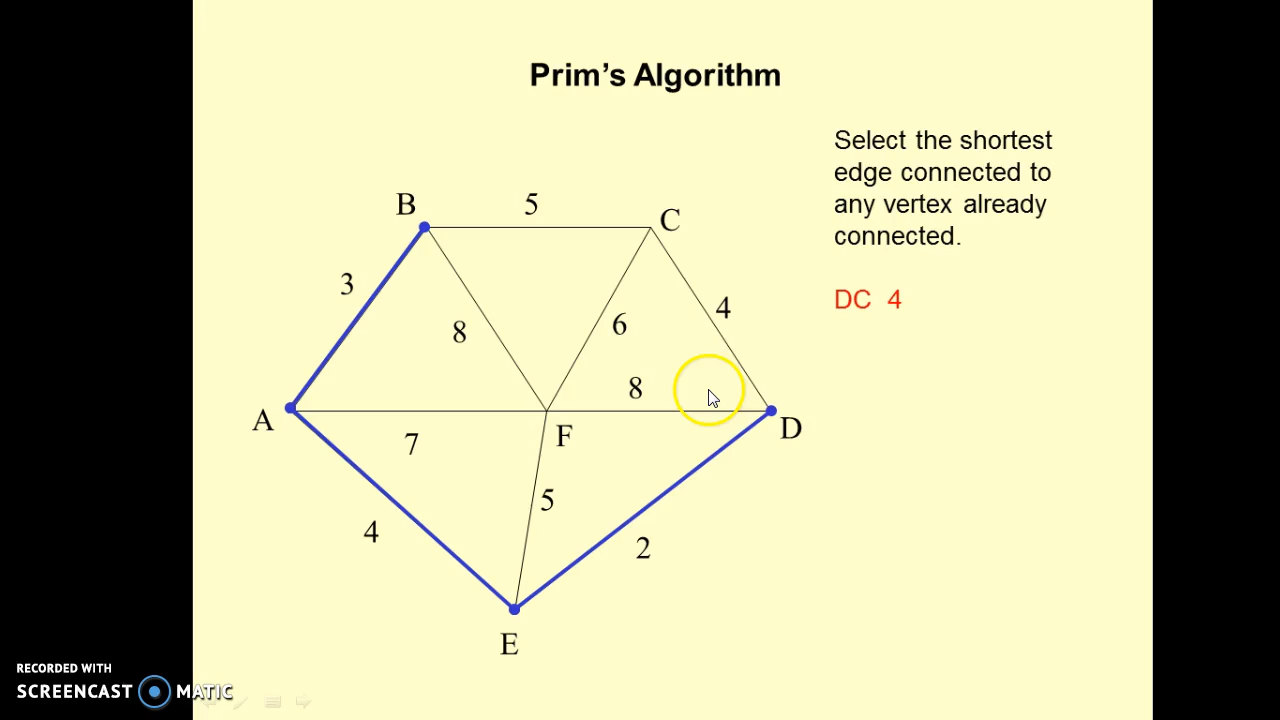 Prim's Algorithm
Select the shortest
edge connected to
any vertex already
connected.
DC 4
B
5
C
3
8
6
4
8
A
7
F
D
5
4
2
E
RECORDED WITH
SCREENCAST MATIC